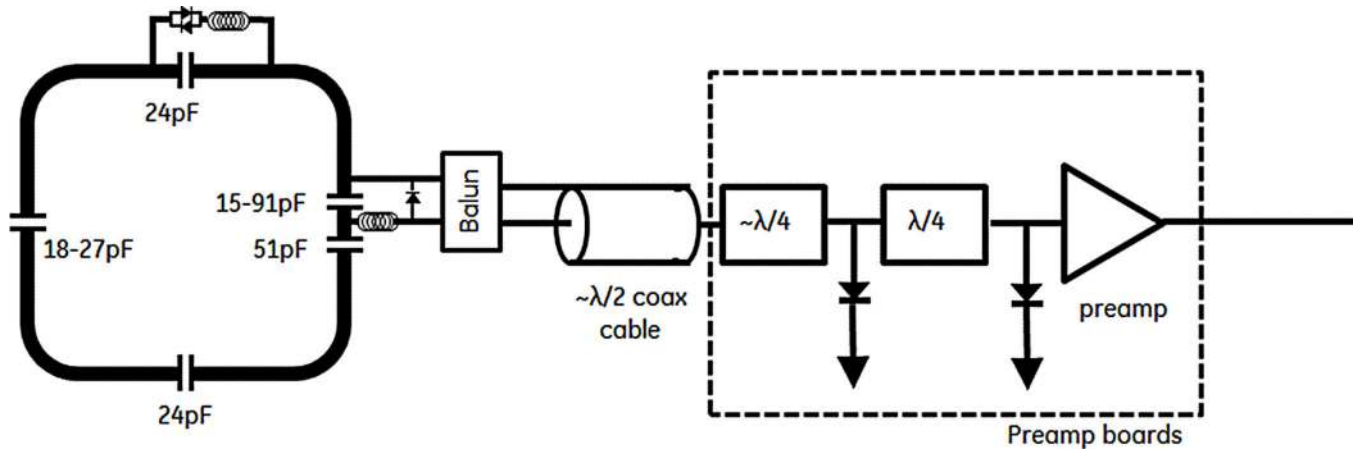 24pF
15-91pF
18-27pF
51pF
24pF
Balun
~λ/2 coax
cable
~λ/4
λ/4
preamp
Preamp boards